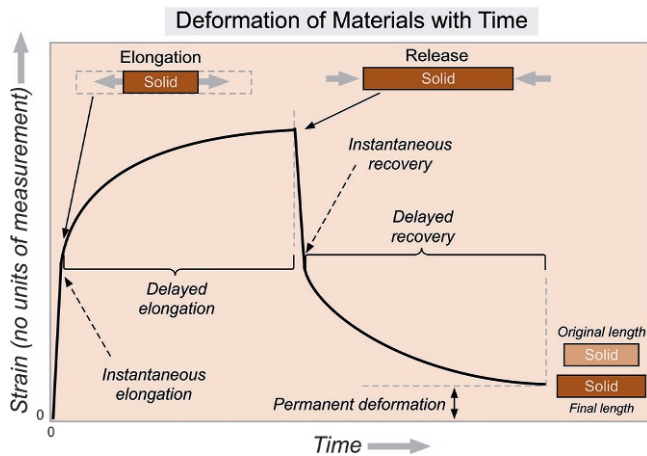 Deformation of Materials with Time
Elongation
Solid
Release
Solid
Instantaneous
recovery
Delayed
recovery
Delayed
elongation
Instantaneous
elongation
Permanent deformation
Original length
Solid
Solid
Final length
Strain (no units of measurement)
0
0
Time